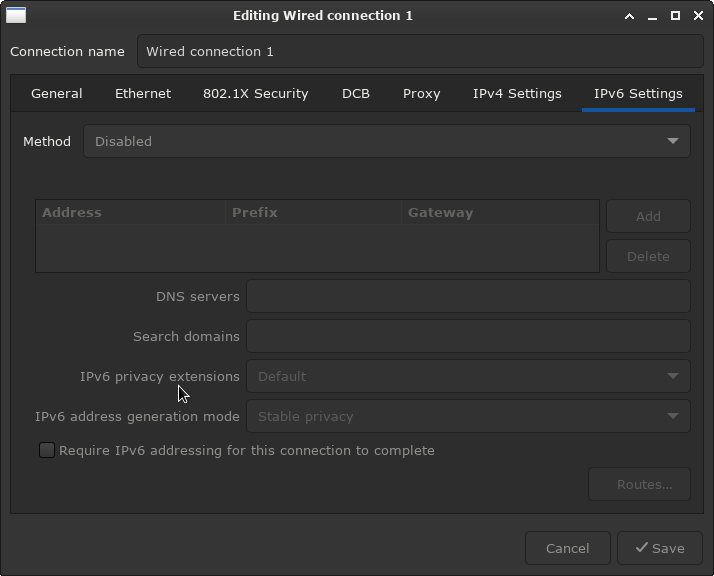 Editing Wired connection 1
Connection name Wired connection 1
General Ethernet 802.1X Security DCB Proxy IPv4 Settings IPv6 Settings
Method Disabled
Address Prefix Gateway Add
Delete
DNS servers
Search domains
IPv6 privacy extensions Default
IPv6 address generation mode Stable privacy
Require IPv6 addressing for this connection to complete
Routes...
Cancel Save